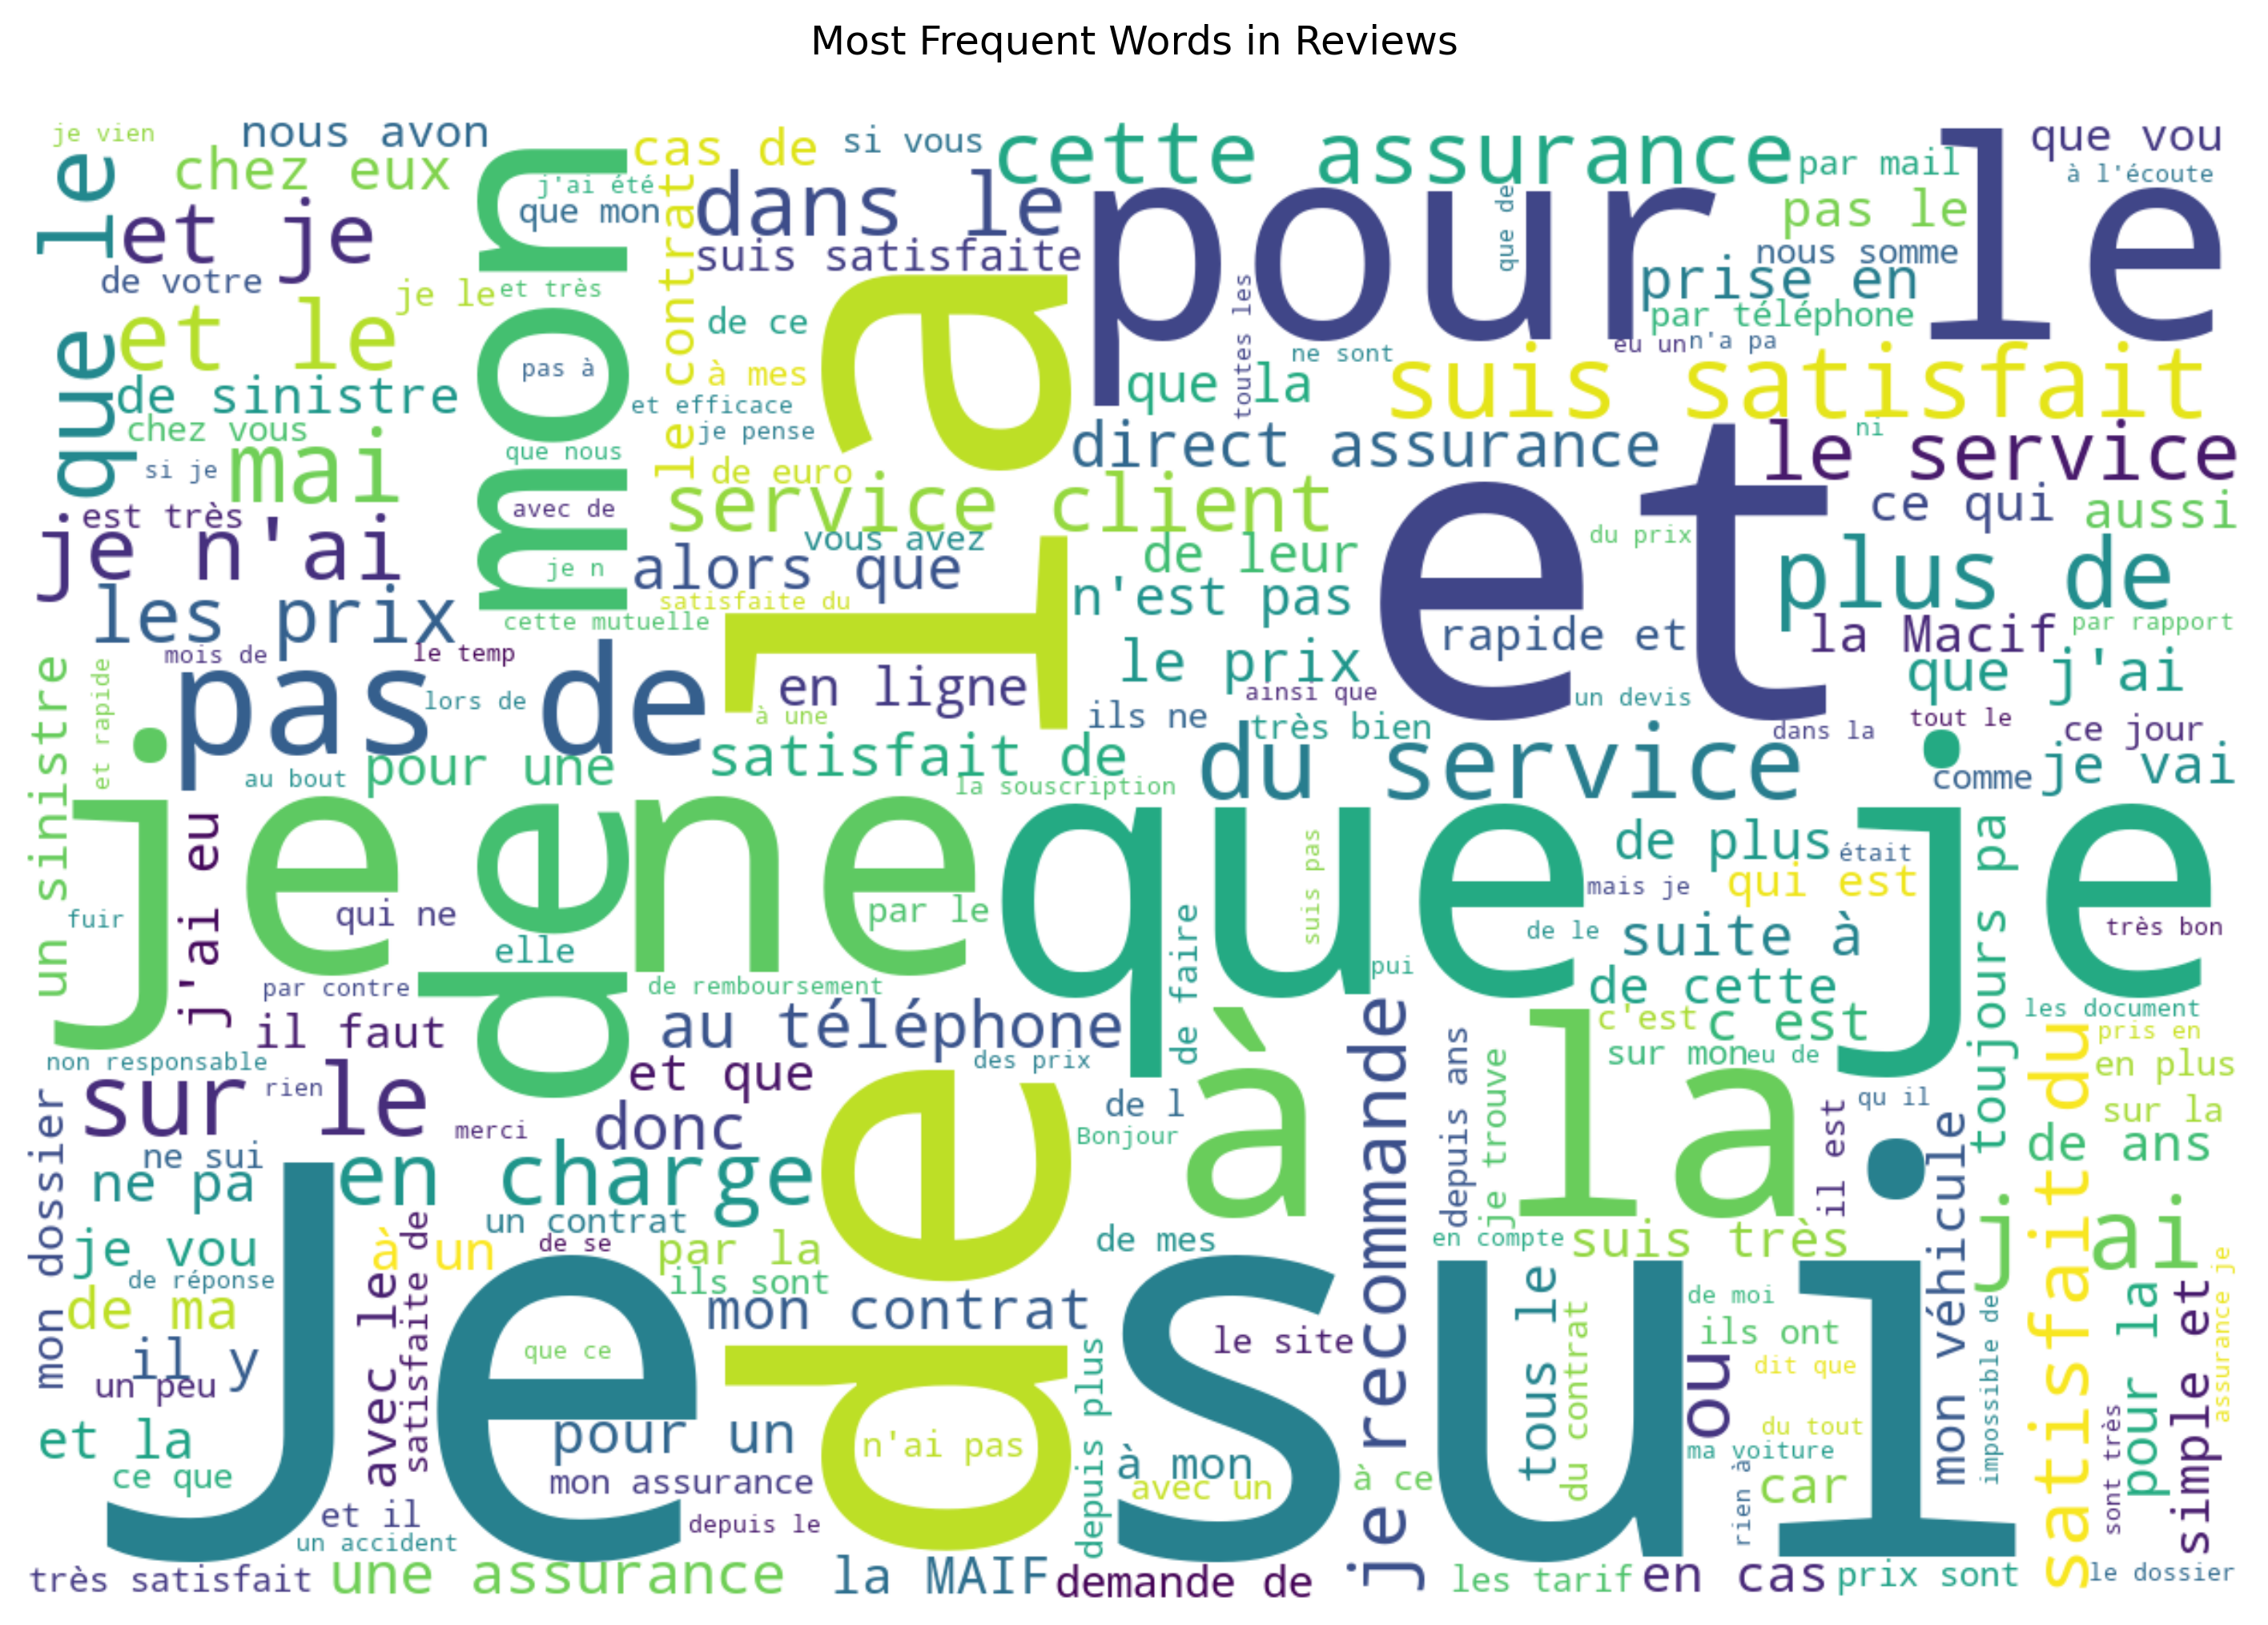 Most Frequent Words in Reviews
je vien
nous avon
cas de
si vous
cette assurance
que vou
chez eux
j'ai été
par mail
à l'écoute
que le
et je
que mon
le contrat
dans le
pour le
que de
pas le
de votre
suis satisfaite
nous somme
je le
et très
prise en
et le
mon de
de ce
toutes les
par téléphone
eu un
n'a pa
pas à
à mes
ne sont
que la
suis satisfait
de sinistre
et efficace
chez vous
je pense
direct assurance
ni
le service
mai
que nous
si je
de euro
la de
service client
et
ce qui
aussi
est très
avec de
je n'ai
vous avez
du prix
alors que
de leur
je n
plus de
n'est pas
les prix
satisfaite du
cette mutuelle
rapide et
la Macif
par rapport
mois de
le temp
un sinistre
et rapide
pas de
lors de
en ligne
le prix
ainsi que
un devis
que j'ai
à une
ils ne
très bien
dans la
tout le
ce jour
au bout
pour une
satisfait de
du service
comme
je vai
la souscription
je ne
que je
j'ai eu
suis pas
de plus
était
toujours pa
fuir
qui ne
par le
mais je
qui est
elle
de faire
de le
suite à
très bon
par contre
de remboursement
pui
de cette
il faut
au téléphone
je recommande
c'est
c est
les document
non responsable
et que
des prix
depuis ans
je trouve
sur mon
eu de
satisfait du
pris en
en plus
sur le
rien
mon dossier
merci
donc
de l
Bonjour
à la
qu il
il est
mon véhicule
sur la
ne sui
ne pa
en charge
de ans
un contrat
je vou
à un
de se
par la
de mes
en compte
suis très
j ai
de réponse
ils sont
de ma
avec le
satisfaite de
mon contrat
Je sui
le site
tous le
du contrat
de moi
ils ont
impossible de
pour la
simple et
assurance je
il y
que ce
un peu
depuis plus
ou
dit que
et la
pour un
n'ai pas
à mon
du tout
ma voiture
ce que
mon assurance
avec un
à ce
rien à
car
sont très
et il
depuis le
un accident
très satisfait
une assurance
la MAIF
demande de
les tarif
en cas
prix sont
le dossier